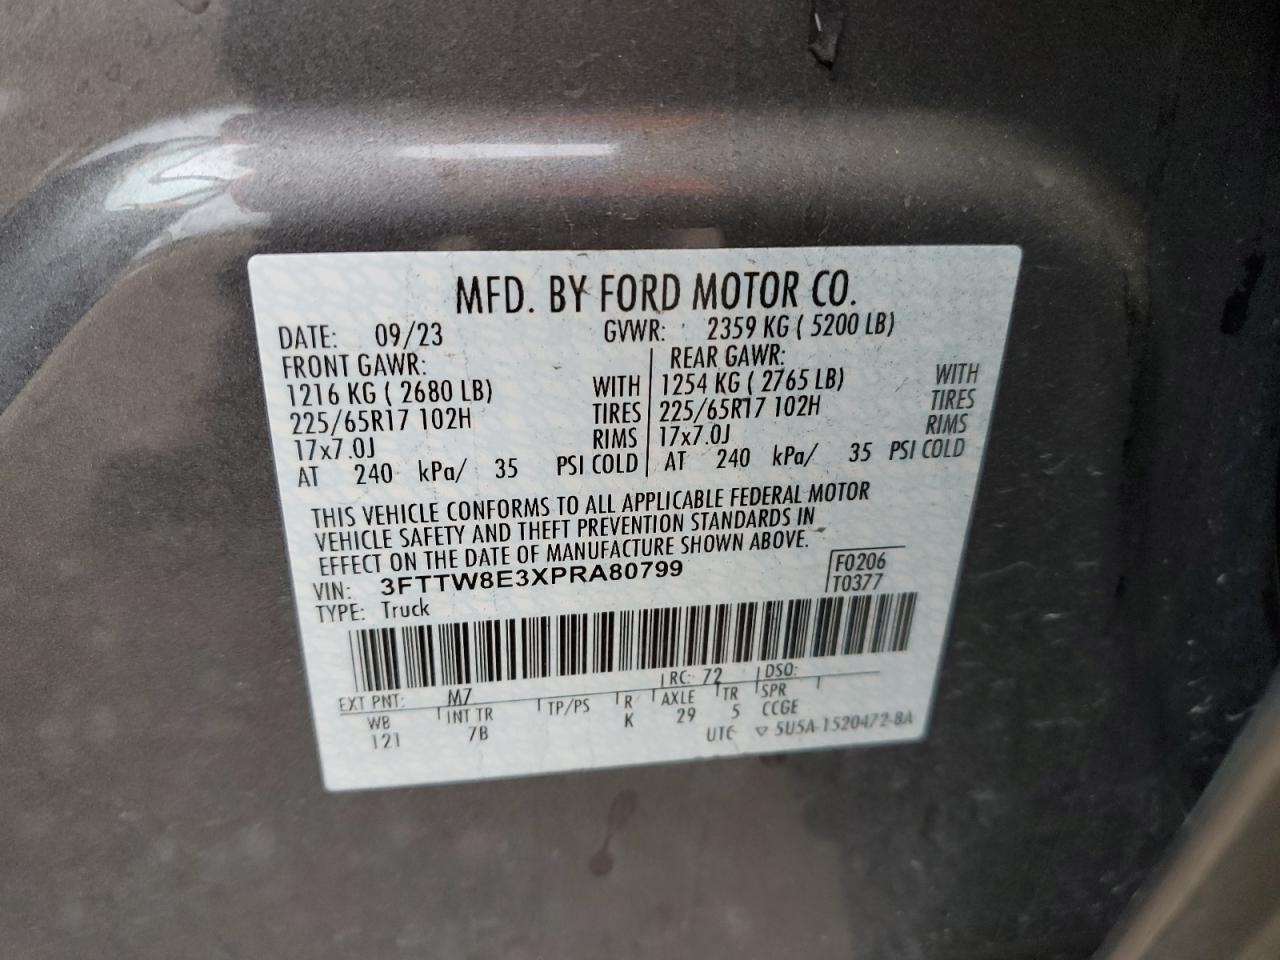 MFD. BY FORD MOTOR CO.
DATE: 09/23 GVWR: 2359 KG ( 5200 LB)
FRONT GAWR: REAR GAWR:
1216 KG ( 2680 LB) WITH 1254 KG ( 2765 LB) WITH
225/65R17 102H TIRES 225/65R17 102H TIRES
17x7.0J RIMS 17x7.0J RIMS
AT 240 kPa/ 35 PSI COLD AT 240 kPa/ 35 PSI COLD
THIS VEHICLE CONFORMS TO ALL APPLICABLE FEDERAL MOTOR
VEHICLE SAFETY AND THEFT PREVENTION STANDARDS IN
EFFECT ON THE DATE OF MANUFACTURE SHOWN ABOVE.
VIN: 3FTTW8E3XPRA80799 F0206
TYPE: Truck T0377
EXT PNT: M7 RC: 72 DSO:
WB INT TR TP/PS R AXLE TR SPR
121 7B K 29 5 CCGE
UTC ▽ 5U5A-1520472-BA